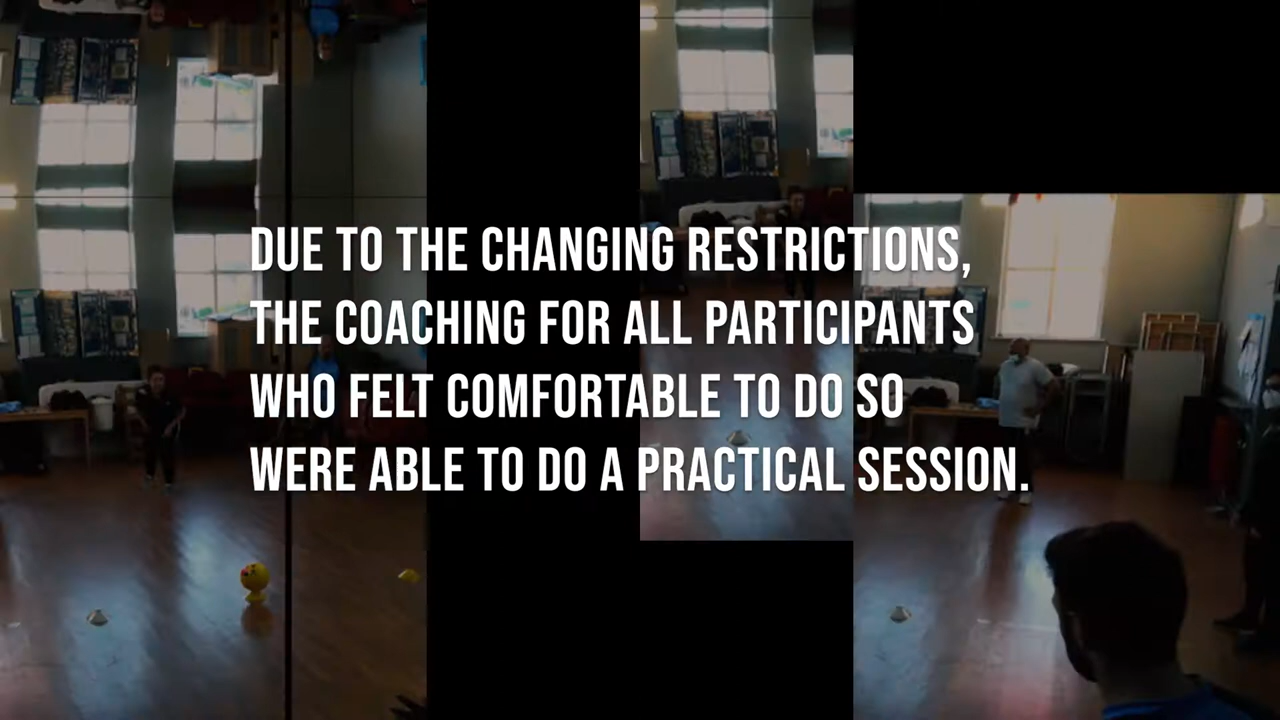 DUE TO THE CHANGING RESTRICTIONS,
THE COACHING FOR ALL PARTICIPANTS
WHO FELT COMFORTABLE TO DO SO
WERE ABLE TO DO A PRACTICAL SESSION.